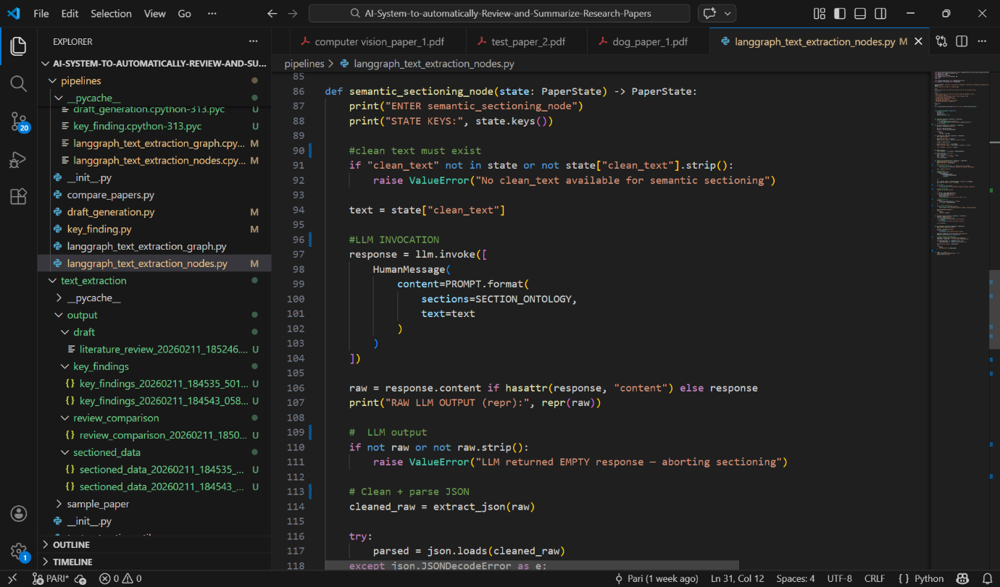 File Edit Selection View Go ··· AI-System-to-automatically-Review-and-Summarize-Research-Papers
EXPLORER ···
computer vision_paper_1.pdf test_paper_2.pdf dog_paper_1.pdf langgraph_text_extraction_nodes.py M
AI-SYSTEM-TO-AUTOMATICALLY-REVIEW-AND-SU...
pipelines
__pycache__
draft_generation.cpython-313.pyc U
key_finding.cpython-313.pyc U
langgraph_text_extraction_graph.cpy... M
langgraph_text_extraction_nodes.cpy... M
__init__.py
compare_papers.py
draft_generation.py M
key_finding.py M
langgraph_text_extraction_graph.py
langgraph_text_extraction_nodes.py M
text_extraction
__pycache__
output
draft
literature_review_20260211_185246.... U
key_findings
key_findings_20260211_184535_501... U
key_findings_20260211_184543_058... U
review_comparison
review_comparison_20260211_1850... U
sectioned_data
sectioned_data_20260211_184535_... U
sectioned_data_20260211_184543_... U
sample_paper
__init__.py
OUTLINE
TIMELINE
20
1
pipelines > langgraph_text_extraction_nodes.py
85
86 def semantic_sectioning_node(state: PaperState) -> PaperState:
87 print("ENTER semantic_sectioning_node")
88 print("STATE KEYS:", state.keys())
89
90 #clean text must exist
91 if "clean_text" not in state or not state["clean_text"].strip():
92 raise ValueError("No clean_text available for semantic sectioning")
93
94 text = state["clean_text"]
95
96 #LLM INVOCATION
97 response = llm.invoke([
98 HumanMessage(
99 content=PROMPT.format(
100 sections=SECTION_ONTOLOGY,
101 text=text
102 )
103 )
104 ])
105
106 raw = response.content if hasattr(response, "content") else response
107 print("RAW LLM OUTPUT (repr):", repr(raw))
108
109 #  LLM output
110 if not raw or not raw.strip():
111 raise ValueError("LLM returned EMPTY response — aborting sectioning")
112
113 # Clean + parse JSON
114 cleaned_raw = extract_json(raw)
115
116 try:
117 parsed = json.loads(cleaned_raw)
118 except json.JSONDecodeError as e:
PARI* 0 0 Pari (1 week ago) Ln 31, Col 12 Spaces: 4 UTF-8 CRLF { } Python